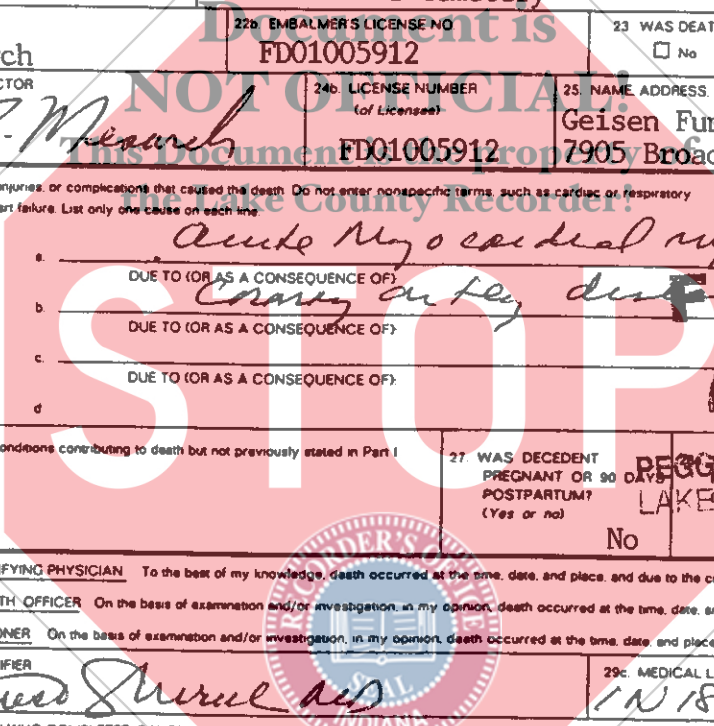 Document is
22b. EMBALMER'S LICENSE NO
FD01005912
23 WAS DEAT
No
rch
CTOR
NOT OFFICIAL!
24b. LICENSE NUMBER
(of Licensee)
FD01005912
25. NAME, ADDRESS,
Geisen Fun
7905 Broad
This Document is the property of
the Lake County Recorder!
injuries, or complications that caused the death. Do not enter nonspecific terms, such as cardiac or respiratory
art failure. List only one cause on each line.
a. acute Myocardial
DUE TO (OR AS A CONSEQUENCE OF):
b. Coronary artery
DUE TO (OR AS A CONSEQUENCE OF):
c.
DUE TO (OR AS A CONSEQUENCE OF):
d
STOP
onditions contributing to death but not previously stated in Part I
27. WAS DECEDENT
PREGNANT OR 90 DAYS
POSTPARTUM?
(Yes or no)
No
PEGG
LAKE
IFYING PHYSICIAN To the best of my knowledge, death occurred at the time, date, and place, and due to the c
TH OFFICER On the basis of examination and/or investigation, in my opinion, death occurred at the time, date, a
ONER On the basis of examination and/or investigation, in my opinion, death occurred at the time, date, and place
RECORDER'S OFFICE
SEAL
INDIANA
IFIER
29c. MEDICAL L